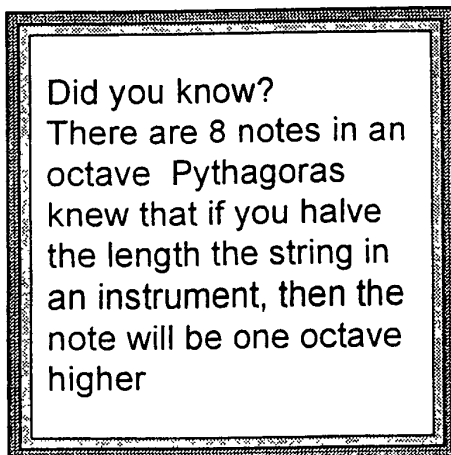 Did you know?
There are 8 notes in an
octave  Pythagoras
knew that if you halve
the length the string in
an instrument, then the
note will be one octave
higher